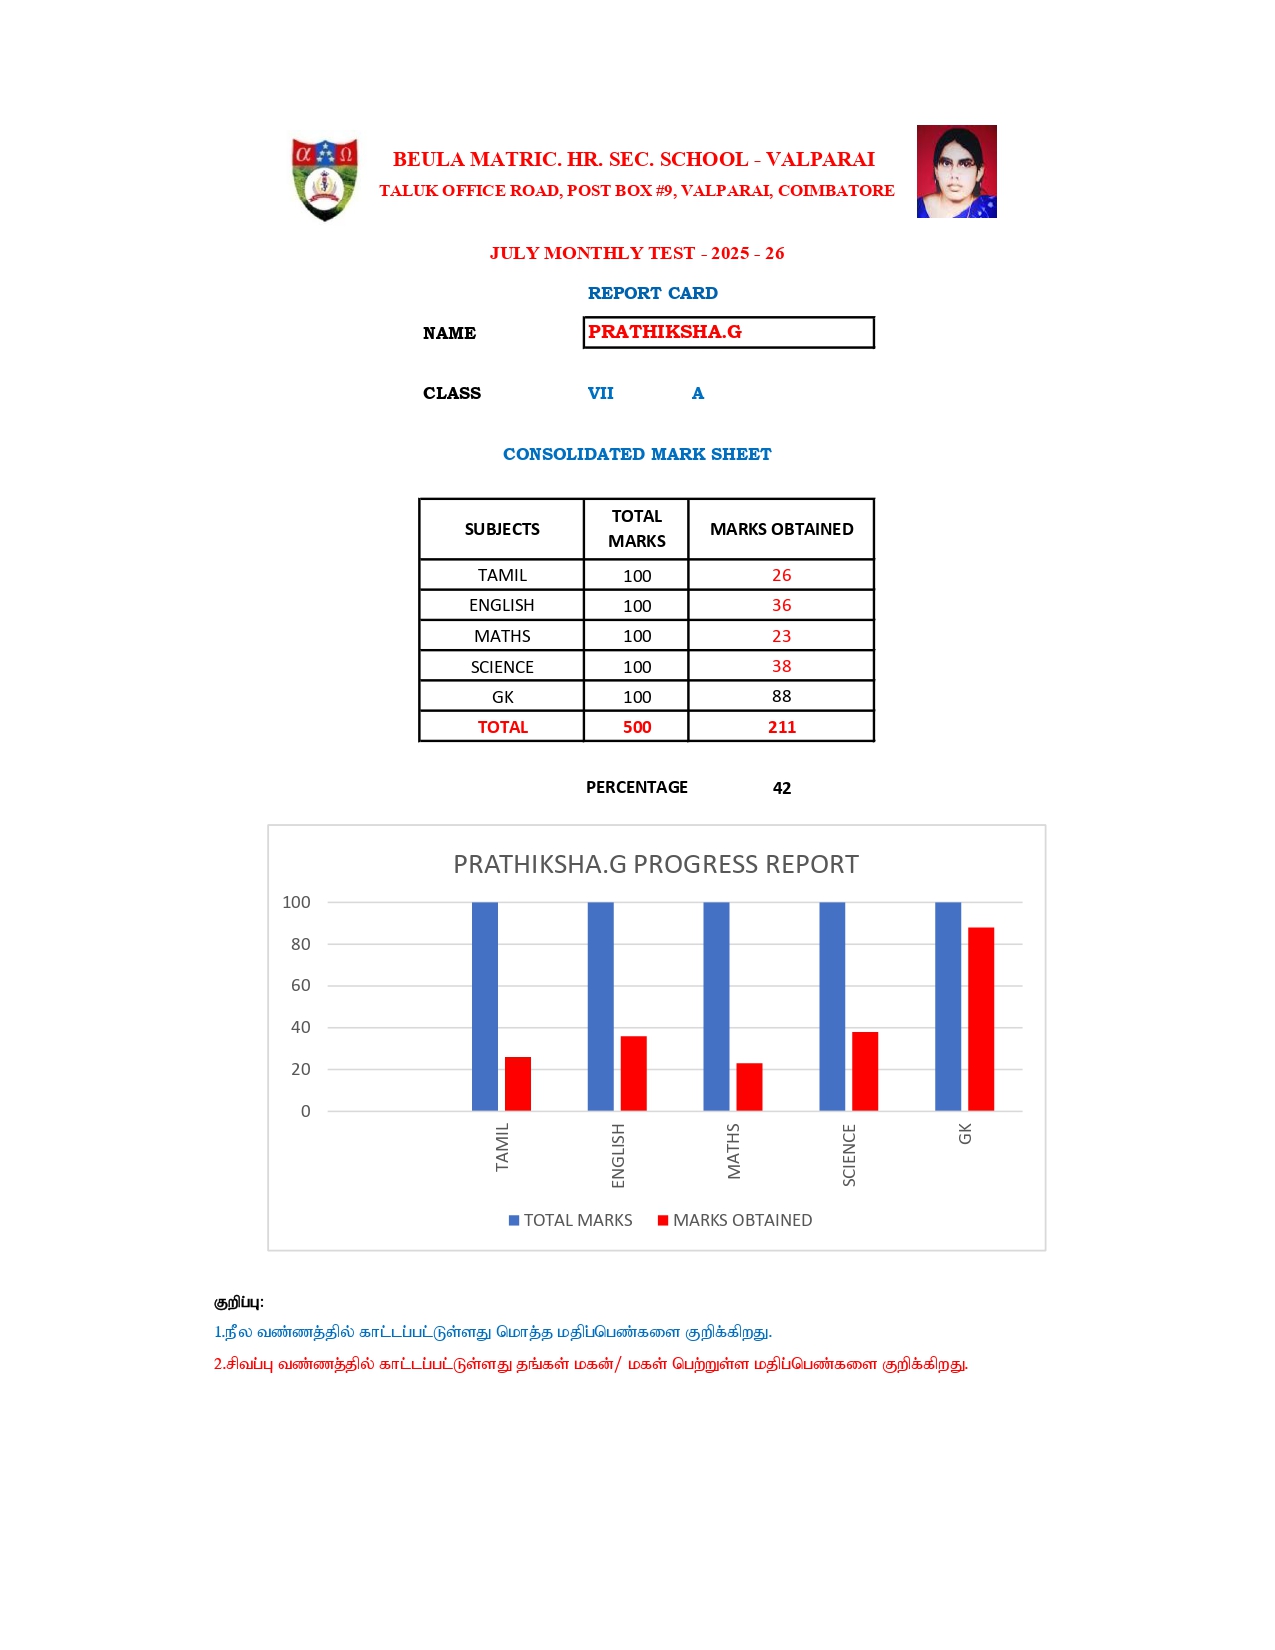 α Ω
BEULA MATRIC. HR. SEC. SCHOOL - VALPARAI
TALUK OFFICE ROAD, POST BOX #9, VALPARAI, COIMBATORE
JULY MONTHLY TEST - 2025 - 26
REPORT CARD
NAME PRATHIKSHA.G
CLASS VII A
CONSOLIDATED MARK SHEET
SUBJECTS TOTAL MARKS MARKS OBTAINED
TAMIL 100 26
ENGLISH 100 36
MATHS 100 23
SCIENCE 100 38
GK 100 88
TOTAL 500 211
PERCENTAGE 42
PRATHIKSHA.G PROGRESS REPORT
100
80
60
40
20
0
TAMIL ENGLISH MATHS SCIENCE GK
TOTAL MARKS MARKS OBTAINED
குறிப்பு:
1.நீல வண்ணத்தில் காட்டப்பட்டுள்ளது மொத்த மதிப்பெண்களை குறிக்கிறது.
2.சிவப்பு வண்ணத்தில் காட்டப்பட்டுள்ளது தங்கள் மகன்/ மகள் பெற்றுள்ள மதிப்பெண்களை குறிக்கிறது.